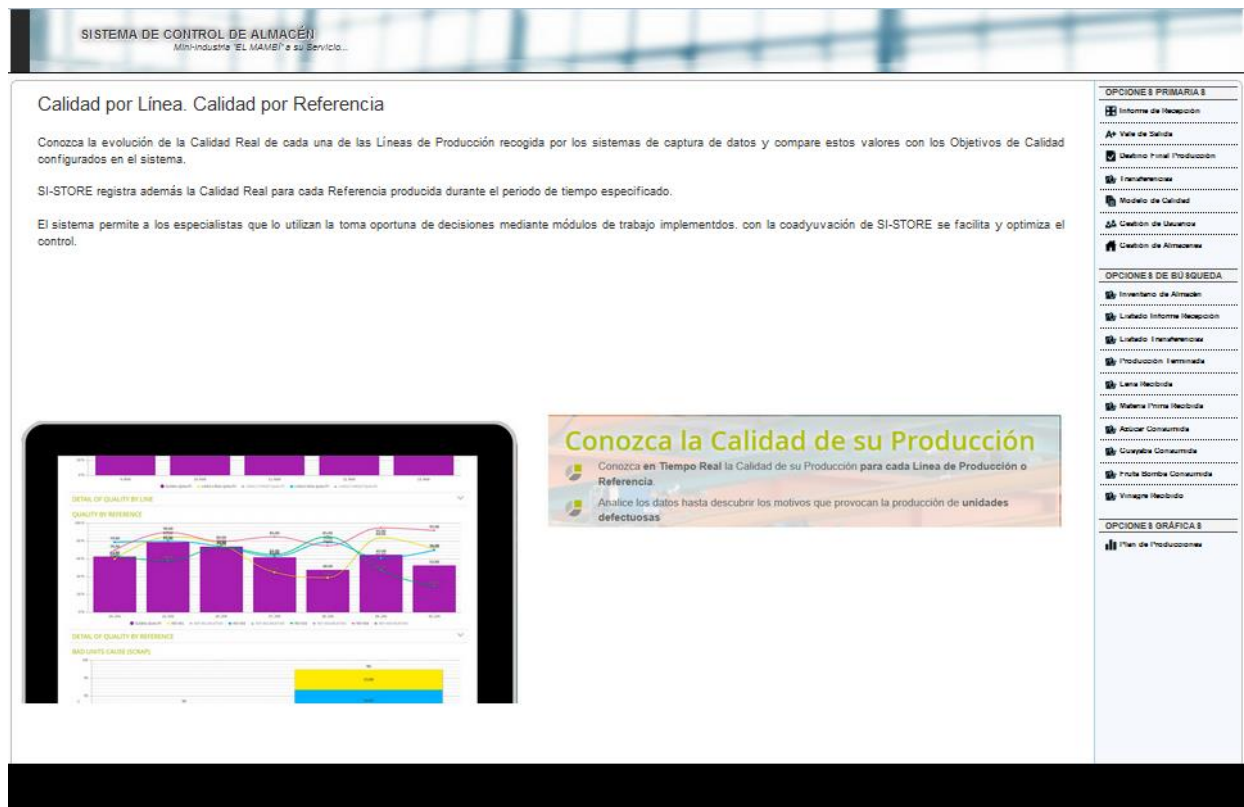 SISTEMA DE CONTROL DE ALMACÉN
Mini-industria "EL MAMBÍ" a su Servicio...
Calidad por Línea. Calidad por Referencia
Conozca la evolución de la Calidad Real de cada una de las Líneas de Producción recogida por los sistemas de captura de datos y compare estos valores con los Objetivos de Calidad
configurados en el sistema.
SI-STORE registra además la Calidad Real para cada Referencia producida durante el periodo de tiempo especificado.
El sistema permite a los especialistas que lo utilizan la toma oportuna de decisiones mediante módulos de trabajo implementdos. con la coadyuvación de SI-STORE se facilita y optimiza el
control.
DETAIL OF QUALITY BY LINE
QUALITY BY REFERENCE
DETAIL OF QUALITY BY REFERENCE
BAD UNITS CAUSE (SCRAP)
Conozca la Calidad de su Producción
Conozca en Tiempo Real la Calidad de su Producción para cada Linea de Producción o
Referencia.
Analice los datos hasta descubrir los motivos que provocan la producción de unidades
defectuosas
OPCIONES PRIMARIAS
Informe de Recepción
Vale de Salida
Destino Final Producción
Transferencias
Modelo de Calidad
Gestión de Usuarios
Gestión de Almacenes
OPCIONES DE BÚSQUEDA
Inventario de Almacén
Listado Informe Recepción
Listado Transferencias
Producción Terminada
Lena Recibida
Materia Prima Recibida
Azúcar Consumida
Guayaba Consumida
Fruta Bomba Consumida
Vinagre Recibido
OPCIONES GRÁFICAS
Plan de Producciones